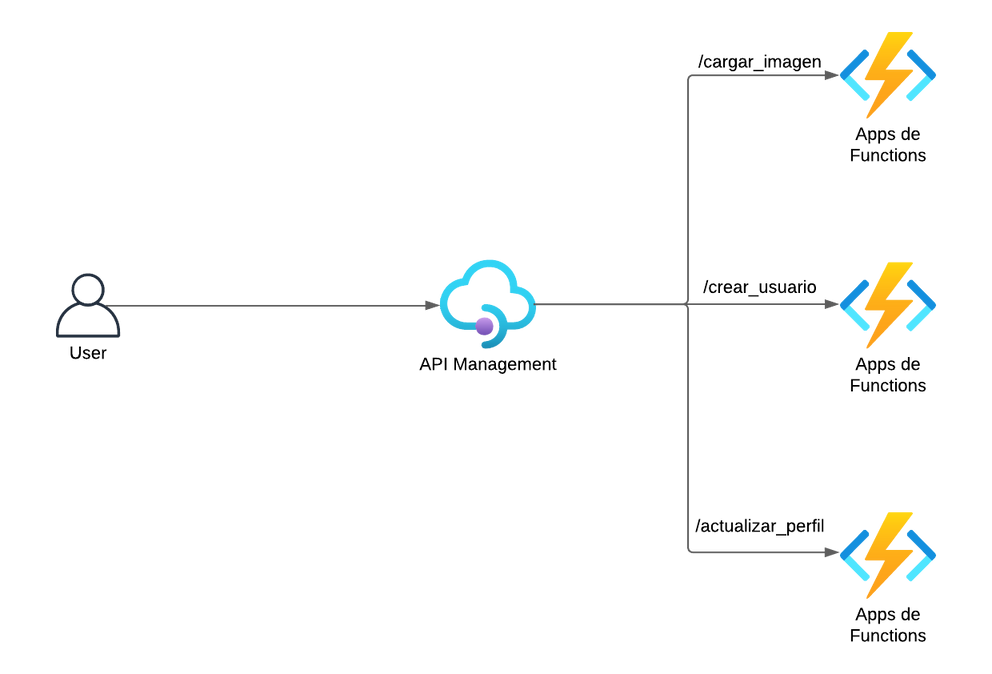 /cargar_imagen
Apps de
Functions
/crear_usuario
User
API Management
Apps de
Functions
/actualizar_perfil
Apps de
Functions